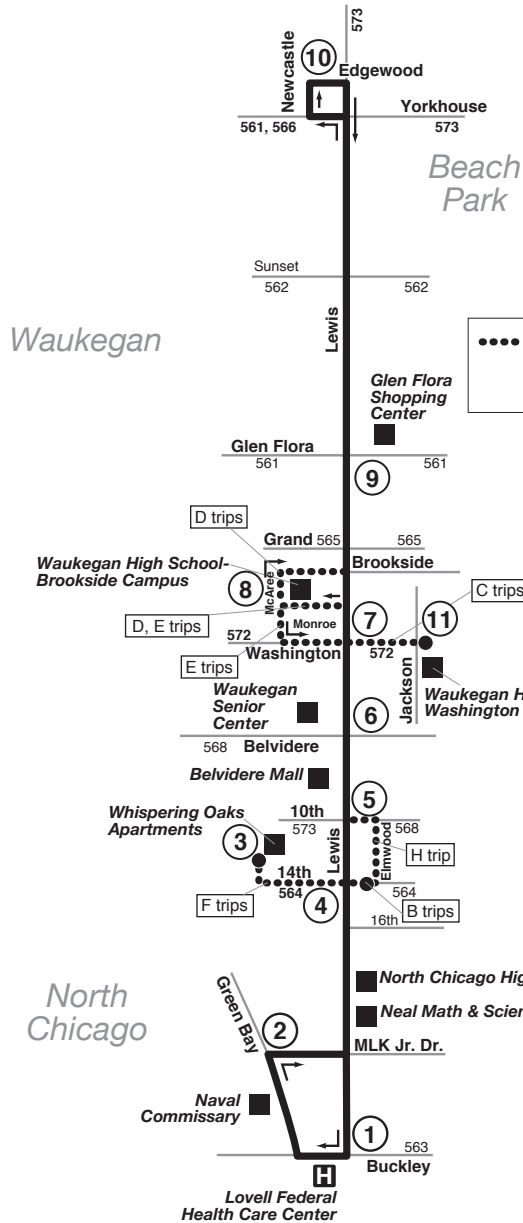 573
10
Newcastle
Edgewood
Yorkhouse
561, 566
573
Beach
Park
Sunset
562
562
Lewis
Waukegan
Glen Flora
Shopping
Center
Glen Flora
561
561
9
D trips
Grand 565
565
Waukegan High School-
Brookside Campus
Brookside
8
McAree
C trips
D, E trips
7
11
Monroe
572
Washington
572
E trips
Jackson
Waukegan H
Washington
Waukegan
Senior
Center
6
568
Belvidere
Belvidere Mall
Whispering Oaks
Apartments
10th
573
5
568
3
Lewis
Elmwood
H trip
14th
564
564
F trips
4
B trips
16th
North
Chicago
Green Bay
North Chicago Hig
Neal Math & Scien
2
MLK Jr. Dr.
Naval
Commissary
1
563
Buckley
H
Lovell Federal
Health Care Center